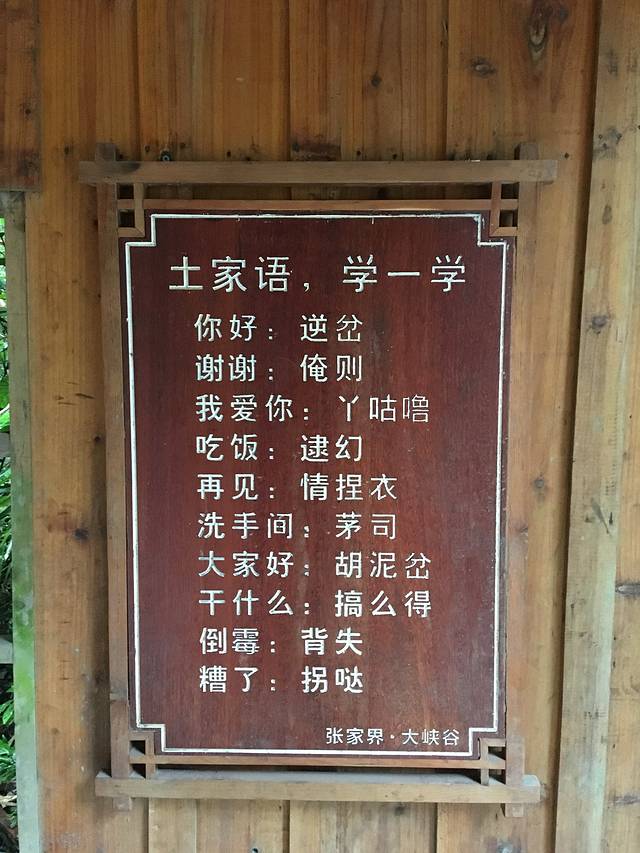 土家语，学一学
你好：逆岔
谢谢：俺则
我爱你：丫咕噜
吃饭：逮幻
再见：情捏衣
洗手间：茅司
大家好：胡泥岔
干什么：搞么得
倒霉：背失
糟了：拐哒
张家界·大峡谷